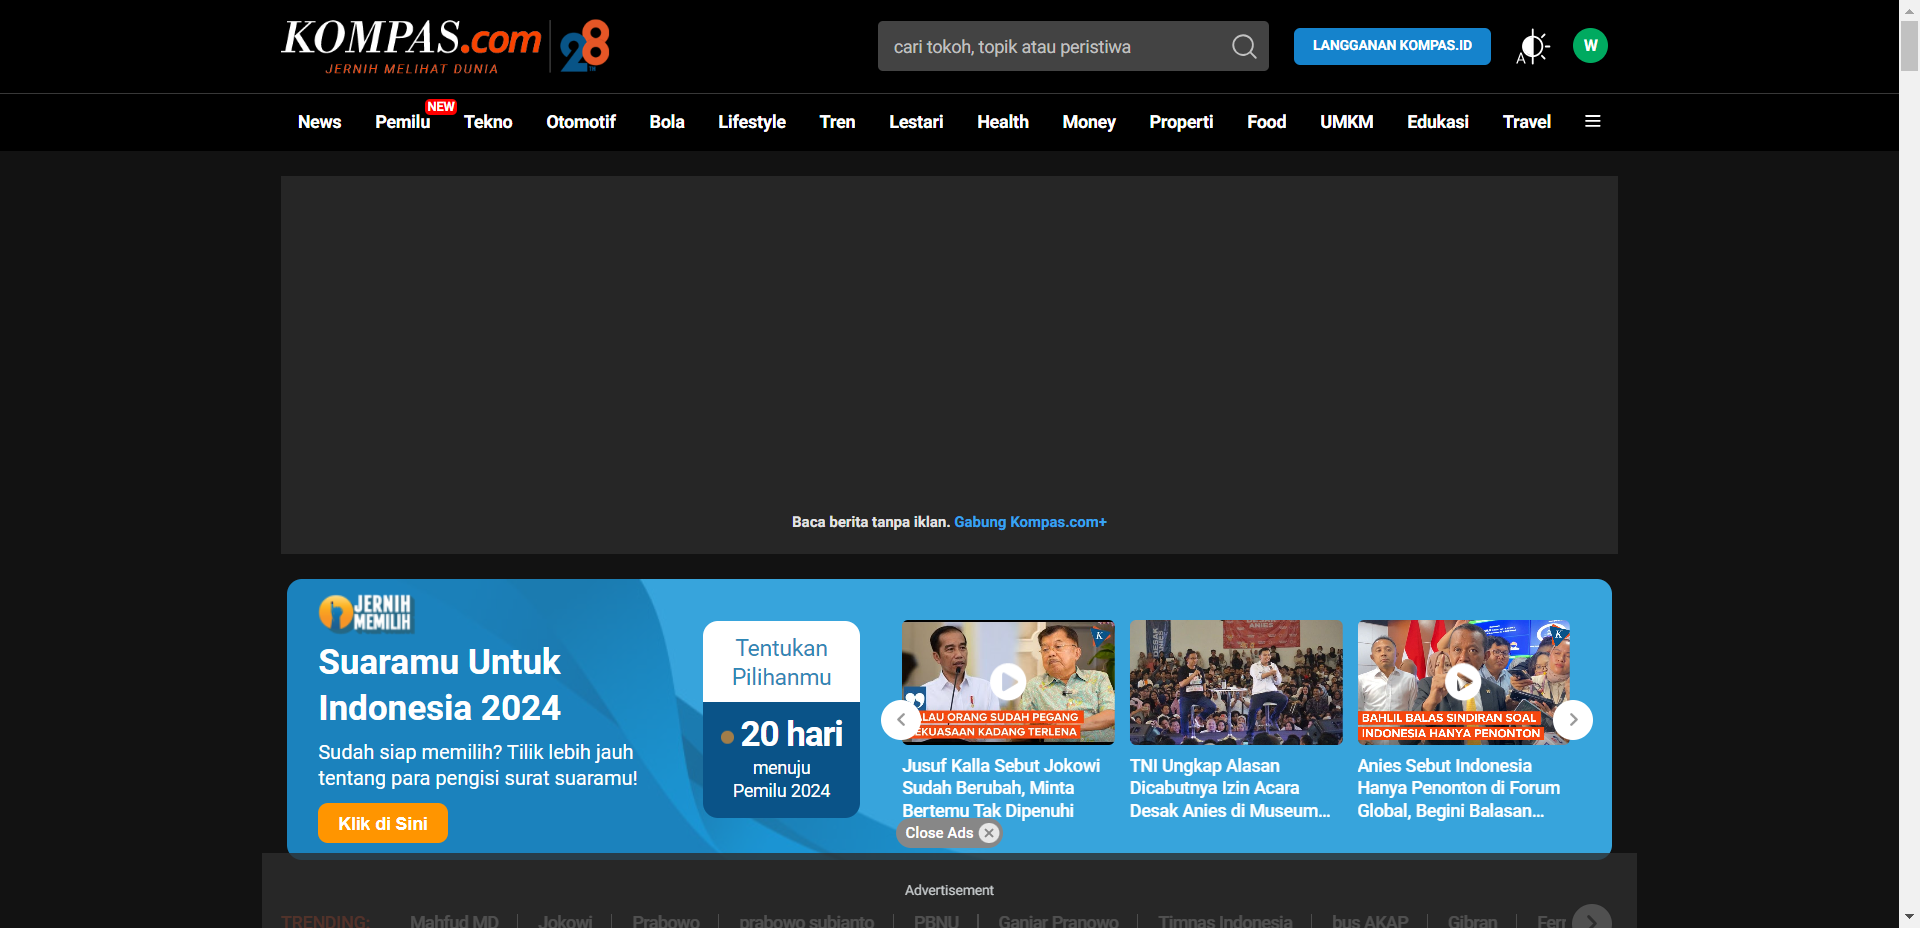 KOMPAS.com
JERNIH MELIHAT DUNIA
28
cari tokoh, topik atau peristiwa
LANGGANAN KOMPAS.ID
A
W
News
Pemilu
NEW
Tekno
Otomotif
Bola
Lifestyle
Tren
Lestari
Health
Money
Properti
Food
UMKM
Edukasi
Travel
Baca berita tanpa iklan. Gabung Kompas.com+
JERNIH
MEMILIH
Suaramu Untuk
Indonesia 2024
Sudah siap memilih? Tilik lebih jauh
tentang para pengisi surat suaramu!
Klik di Sini
Tentukan
Pilihanmu
20 hari
menuju
Pemilu 2024
K
ALAU ORANG SUDAH PEGANG
EKUASAAN KADANG TERLENA
Jusuf Kalla Sebut Jokowi
Sudah Berubah, Minta
Bertemu Tak Dipenuhi
DESAK
ANIES
DESAK
ANIES
TNI Ungkap Alasan
Dicabutnya Izin Acara
Desak Anies di Museum...
K
BAHLIL BALAS SINDIRAN SOAL
INDONESIA HANYA PENONTON
Anies Sebut Indonesia
Hanya Penonton di Forum
Global, Begini Balasan...
Close Ads
Advertisement
TRENDING:
Mahfud MD
Jokowi
Prabowo
prabowo subianto
PBNU
Ganjar Pranowo
Timnas Indonesia
bus AKAP
Gibran
Ferr